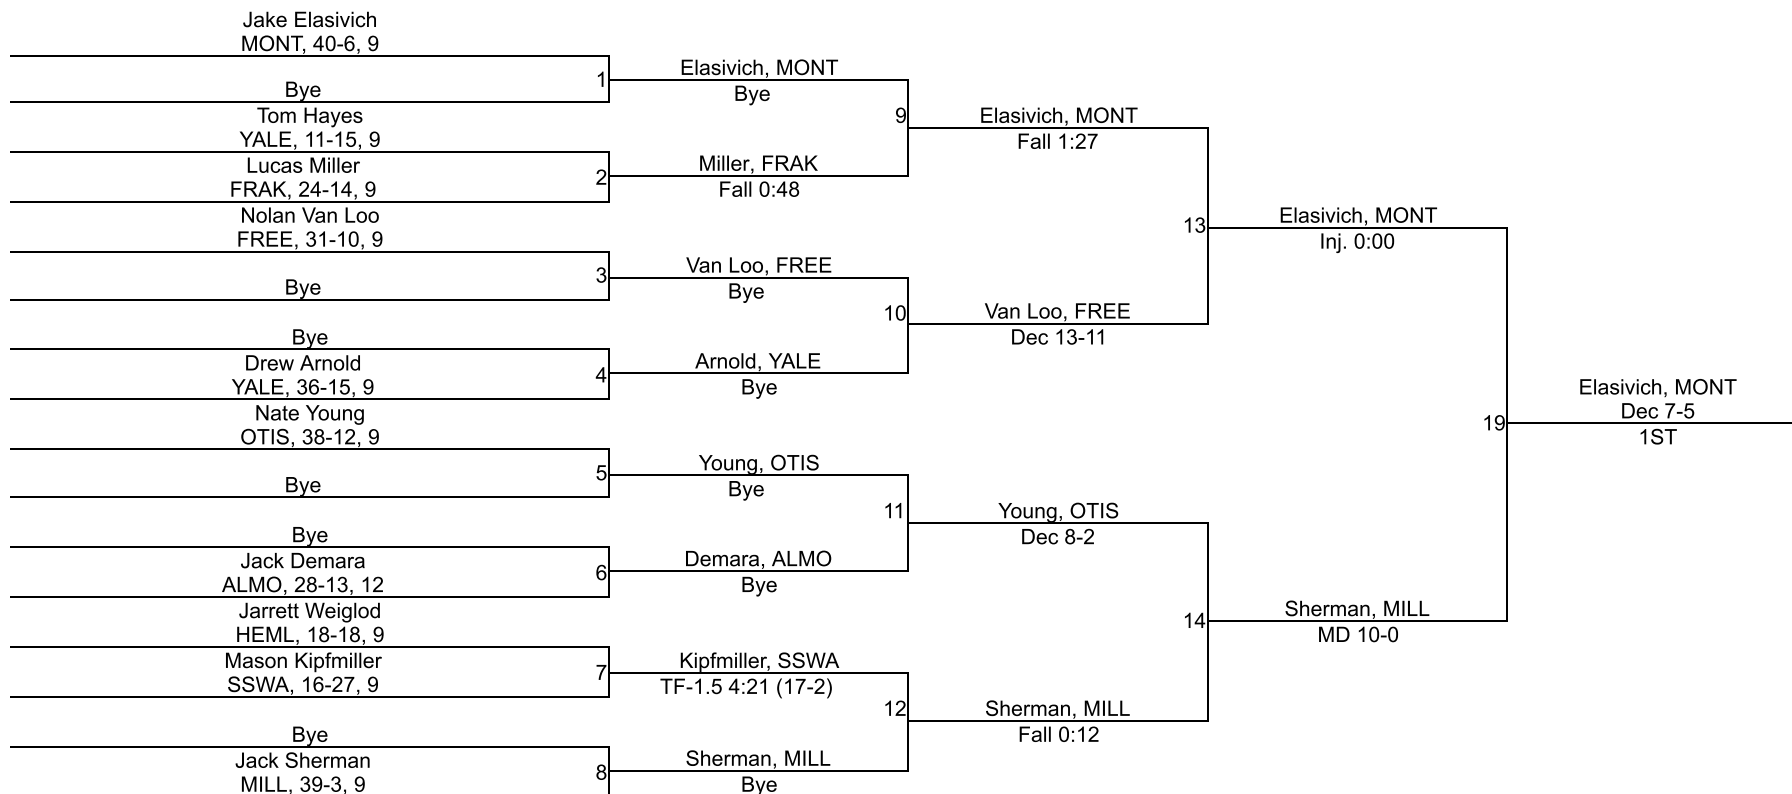 Jake Elasivich
MONT, 40-6, 9
Bye
1
Tom Hayes
YALE, 11-15, 9
Lucas Miller
FRAK, 24-14, 9
2
Nolan Van Loo
FREE, 31-10, 9
Bye
3
Bye
Drew Arnold
YALE, 36-15, 9
4
Nate Young
OTIS, 38-12, 9
Bye
5
Bye
Jack Demara
ALMO, 28-13, 12
6
Jarrett Weiglod
HEML, 18-18, 9
Mason Kipfmiller
SSWA, 16-27, 9
7
Bye
Jack Sherman
MILL, 39-3, 9
8
Elasivich, MONT
Bye
9
Miller, FRAK
Fall 0:48
Van Loo, FREE
Bye
10
Arnold, YALE
Bye
Young, OTIS
Bye
11
Demara, ALMO
Bye
Kipfmiller, SSWA
TF-1.5 4:21 (17-2)
12
Sherman, MILL
Bye
Elasivich, MONT
Fall 1:27
13
Van Loo, FREE
Dec 13-11
Young, OTIS
Dec 8-2
14
Sherman, MILL
Fall 0:12
Elasivich, MONT
Inj. 0:00
19
Sherman, MILL
MD 10-0
Elasivich, MONT
Dec 7-5
1ST